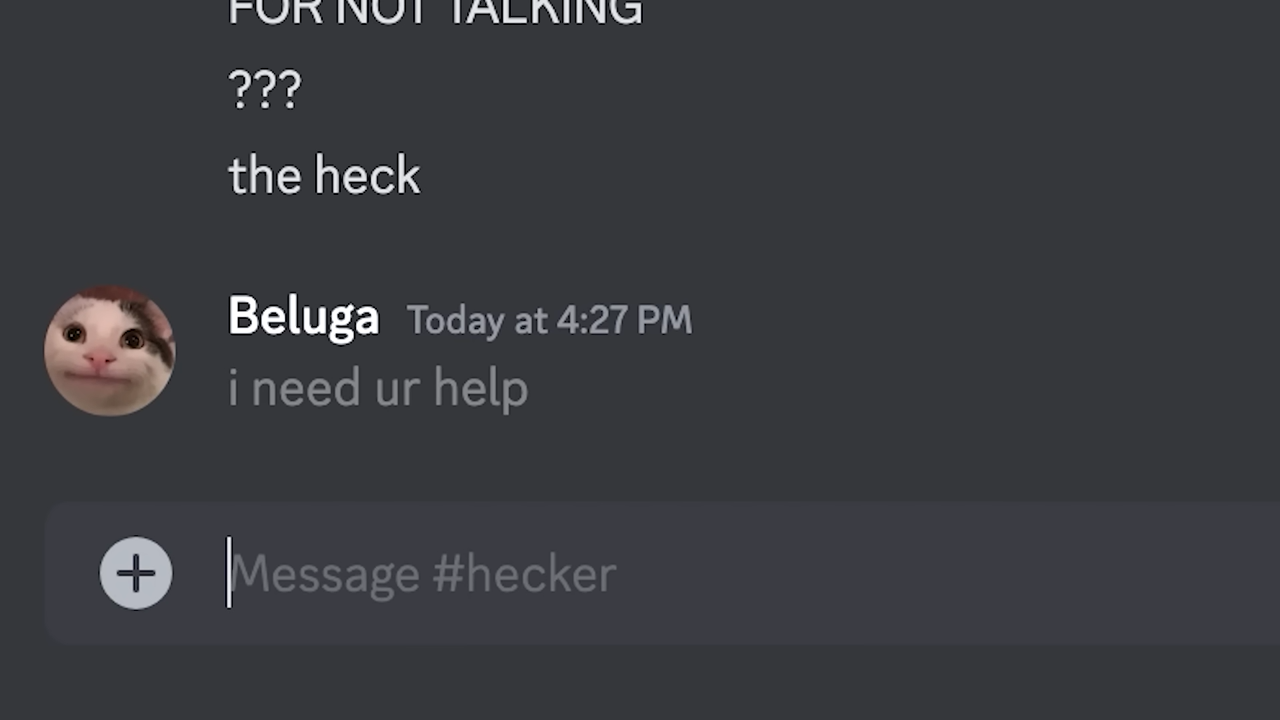 FOR NOT TALKING
???
the heck
Beluga Today at 4:27 PM
i need ur help
Message #hecker